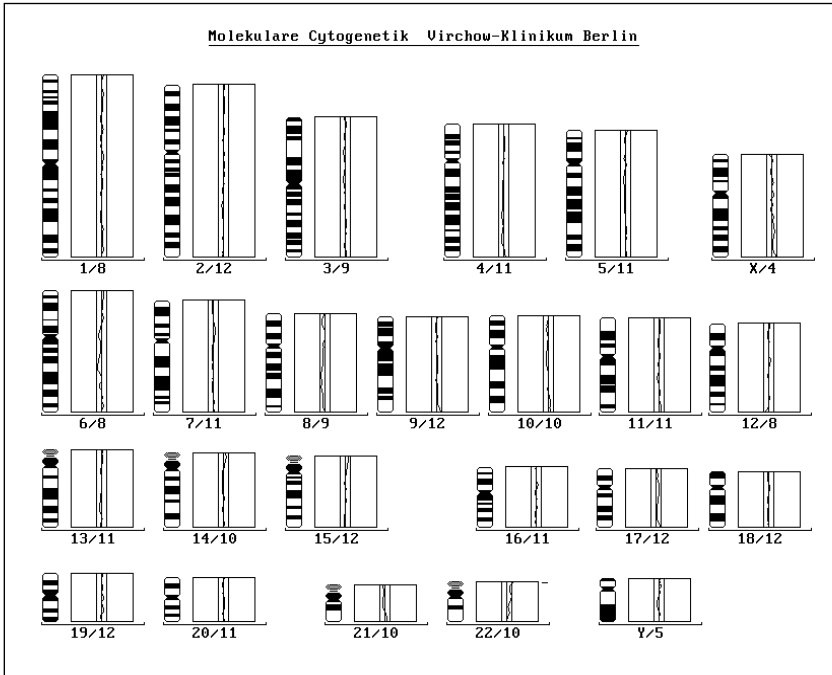 Molekulare Cytogenetik Virchow-Klinikum Berlin
1/8 2/12 3/9 4/11 5/11 X/4
6/8 7/11 8/9 9/12 10/10 11/11 12/8
13/11 14/10 15/12 16/11 17/12 18/12
19/12 20/11 21/10 22/10 Y/5